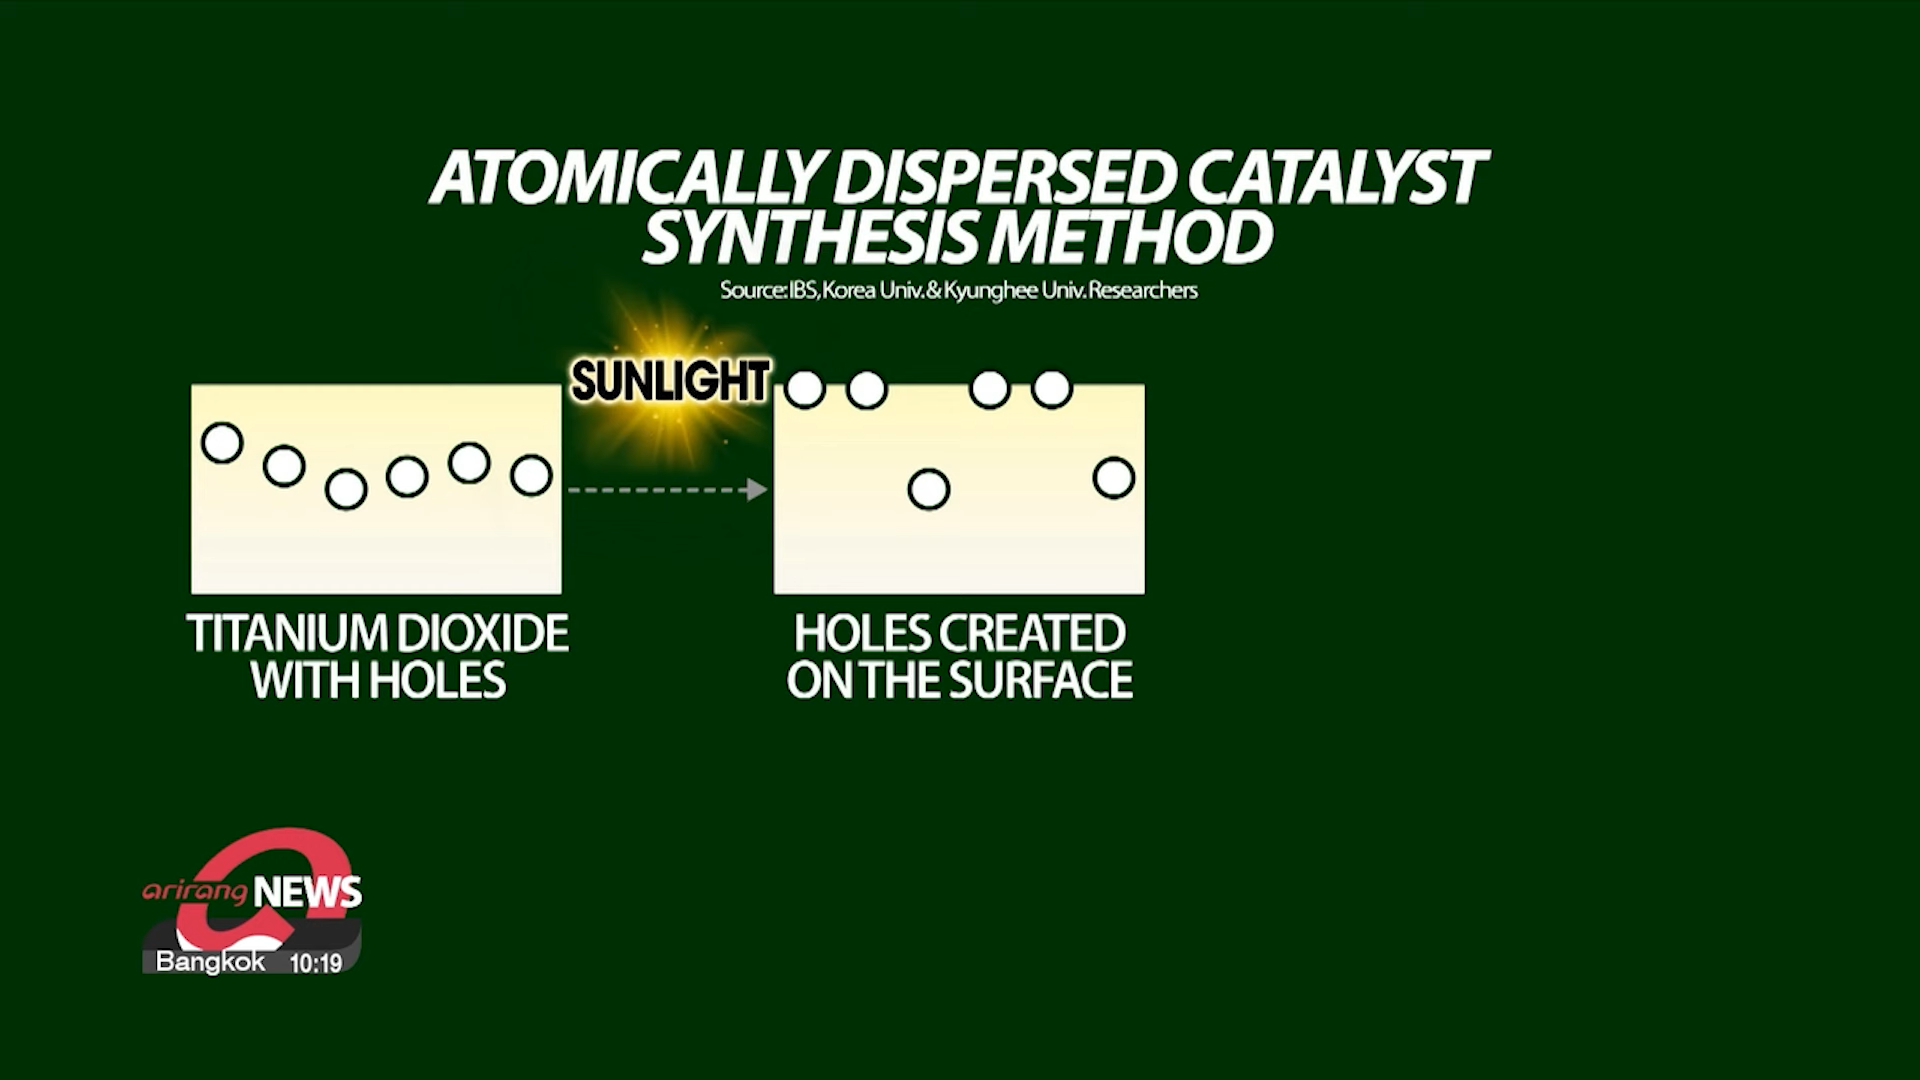 ATOMICALLY DISPERSED CATALYST
SYNTHESIS METHOD
Source:IBS, Korea Univ. & Kyunghee Univ. Researchers
SUNLIGHT
TITANIUM DIOXIDE
WITH HOLES
HOLES CREATED
ON THE SURFACE
arirang NEWS
Bangkok 10:19